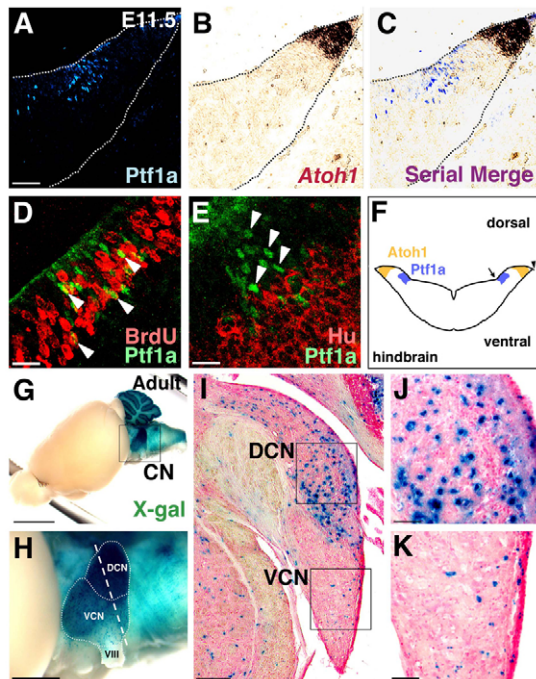 A
E11.5
Ptf1a
B
Atoh1
C
Serial Merge
D
BrdU
Ptf1a
E
Hu
Ptf1a
F
dorsal
Atoh1
Ptf1a
ventral
hindbrain
G
Adult
CN
X-gal
H
DCN
VCN
VIII
I
DCN
VCN
J
K